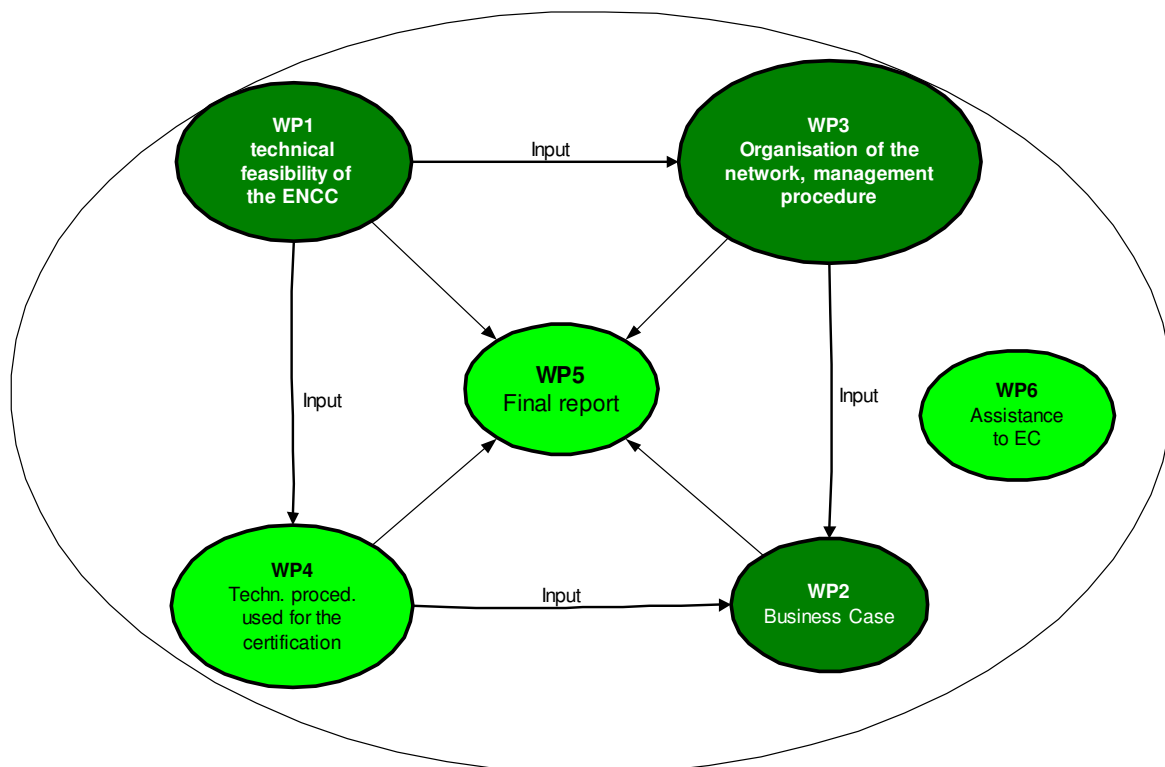 WP1
technical
feasibility of
the ENCC
Input
WP3
Organisation of the
network, management
procedure
WP5
Final report
Input
Input
WP6
Assistance
to EC
WP4
Techn. proced.
used for the
certification
Input
WP2
Business Case